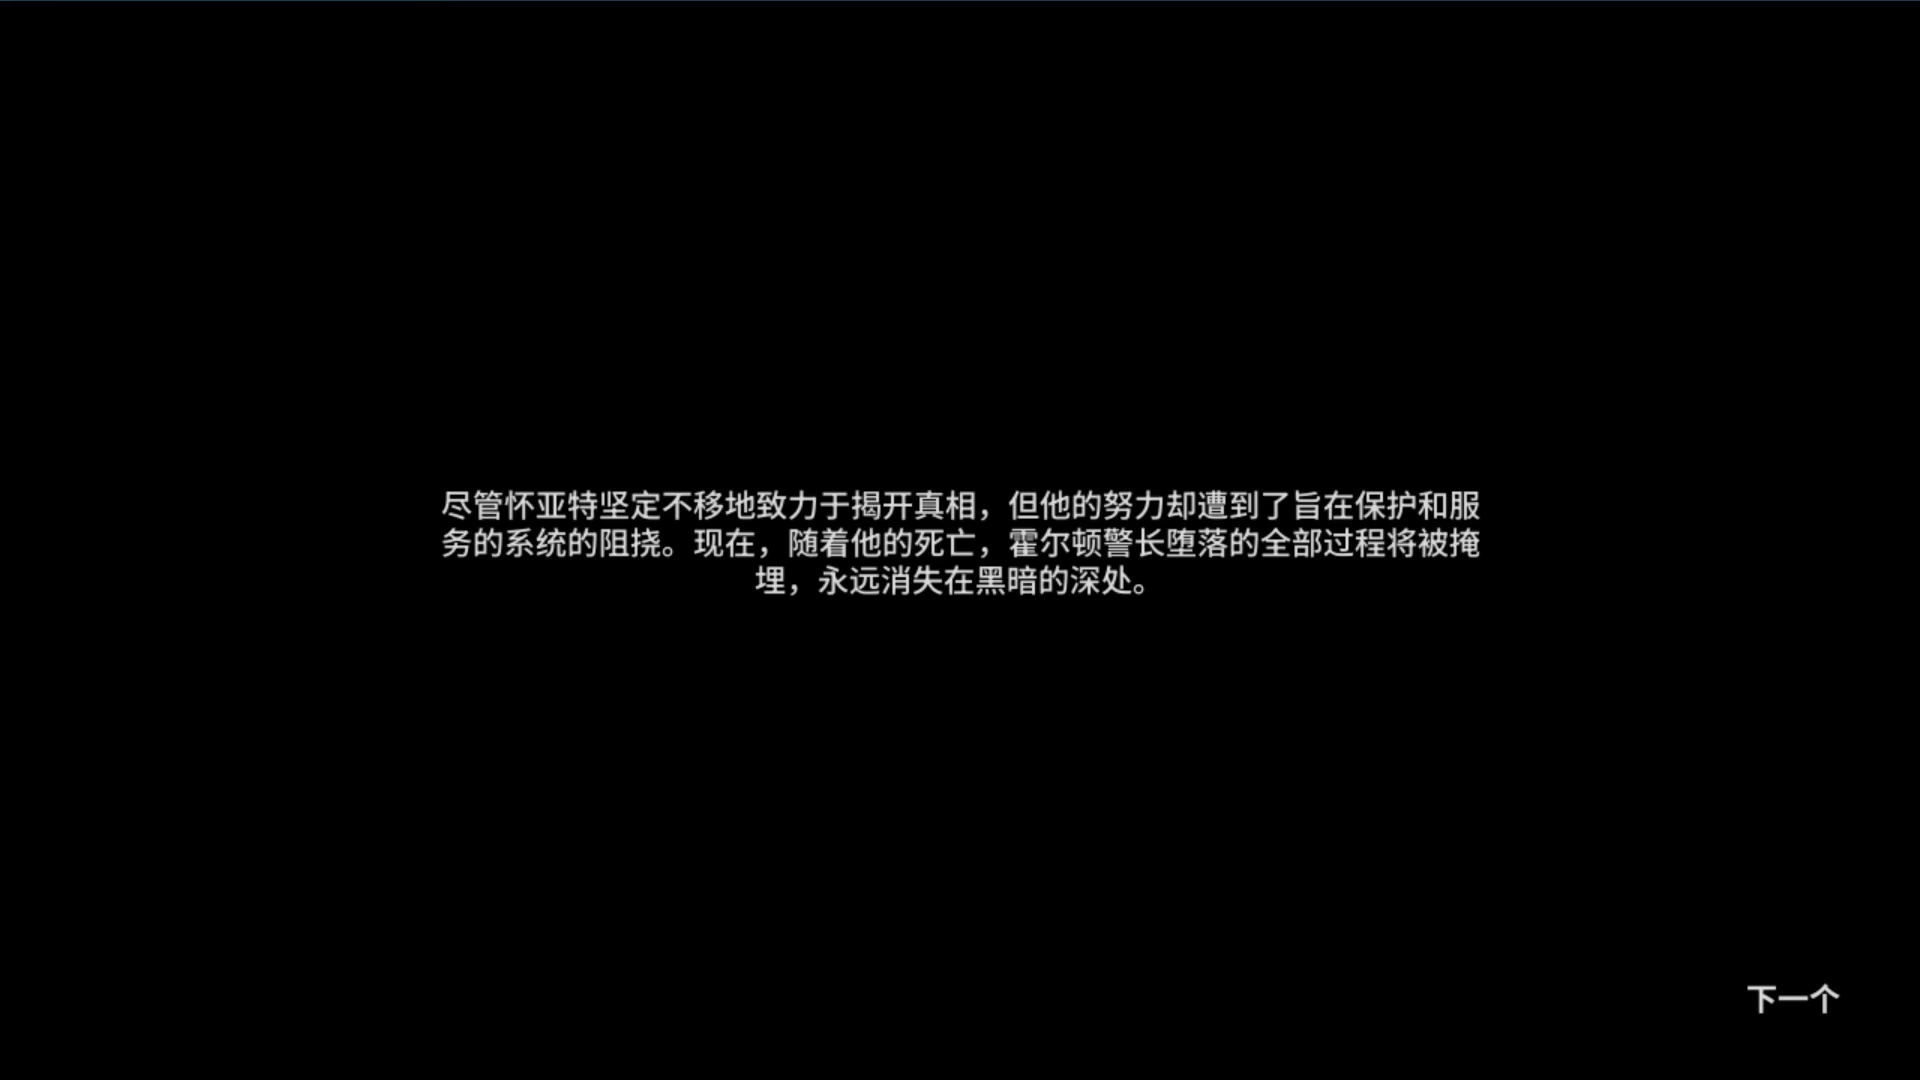 尽管怀亚特坚定不移地致力于揭开真相，但他的努力却遭到了旨在保护和服
务的系统的阻挠。现在，随着他的死亡，霍尔顿警长堕落的全部过程将被掩
埋，永远消失在黑暗的深处。
下一个